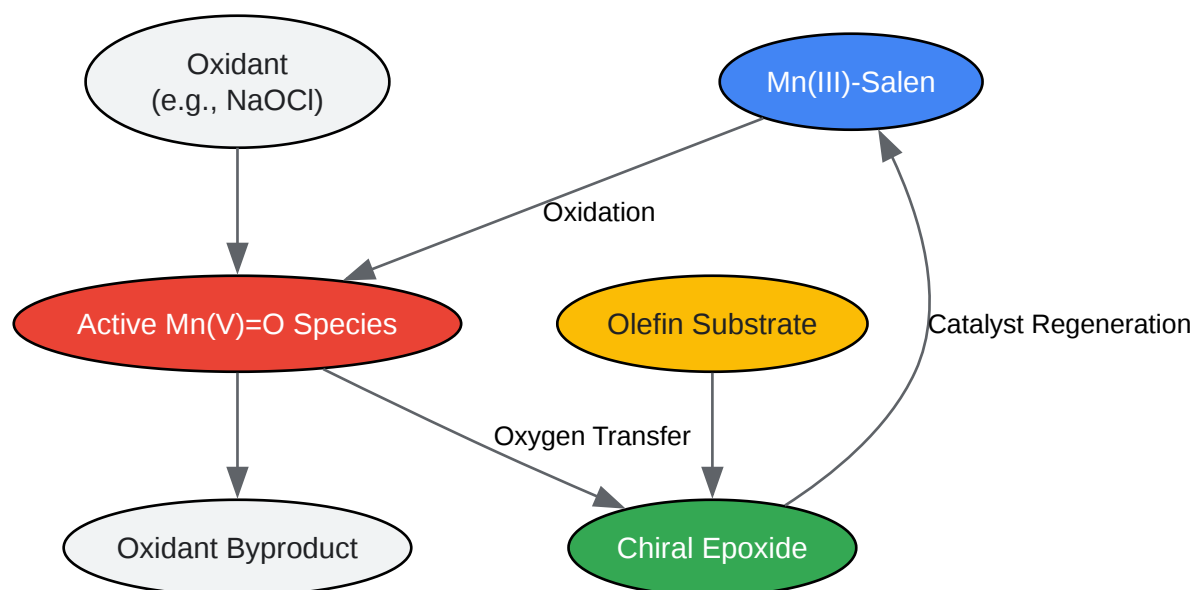 Oxidant
(e.g., NaOCl)
Mn(III)-Salen
Oxidation
Active Mn(V)=O Species
Olefin Substrate
Catalyst Regeneration
Oxygen Transfer
Oxidant Byproduct
Chiral Epoxide